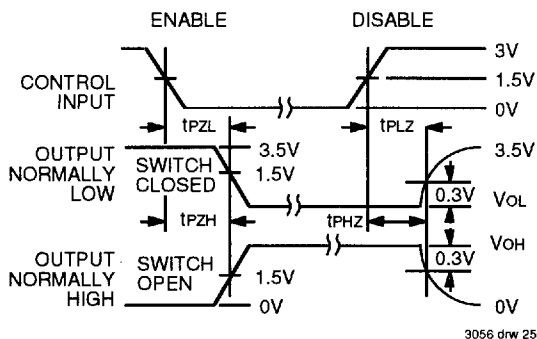 ENABLE DISABLE
3V
CONTROL INPUT 1.5V
0V
tPZL tPLZ
OUTPUT NORMALLY LOW
SWITCH CLOSED
3.5V 3.5V
1.5V
0.3V VOL
tPZH tPHZ
VOH
OUTPUT NORMALLY HIGH
SWITCH OPEN
0.3V
1.5V
0V 0V
3056 drw 25